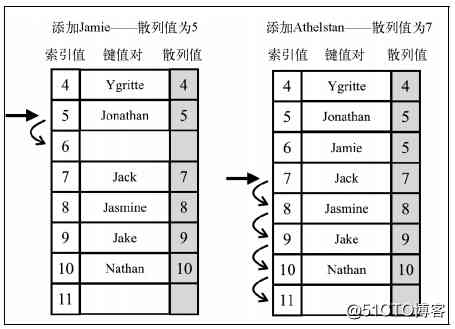 添加Jamie——散列值为5
索引值 键值对 散列值
4 Ygritte 4
5 Jonathan 5
6
7 Jack 7
8 Jasmine 8
9 Jake 9
10 Nathan 10
11
添加Athelstan——散列值为7
索引值 键值对 散列值
4 Ygritte 4
5 Jonathan 5
6 Jamie 5
7 Jack 7
8 Jasmine 8
9 Jake 9
10 Nathan 10
11
@51CTO博客